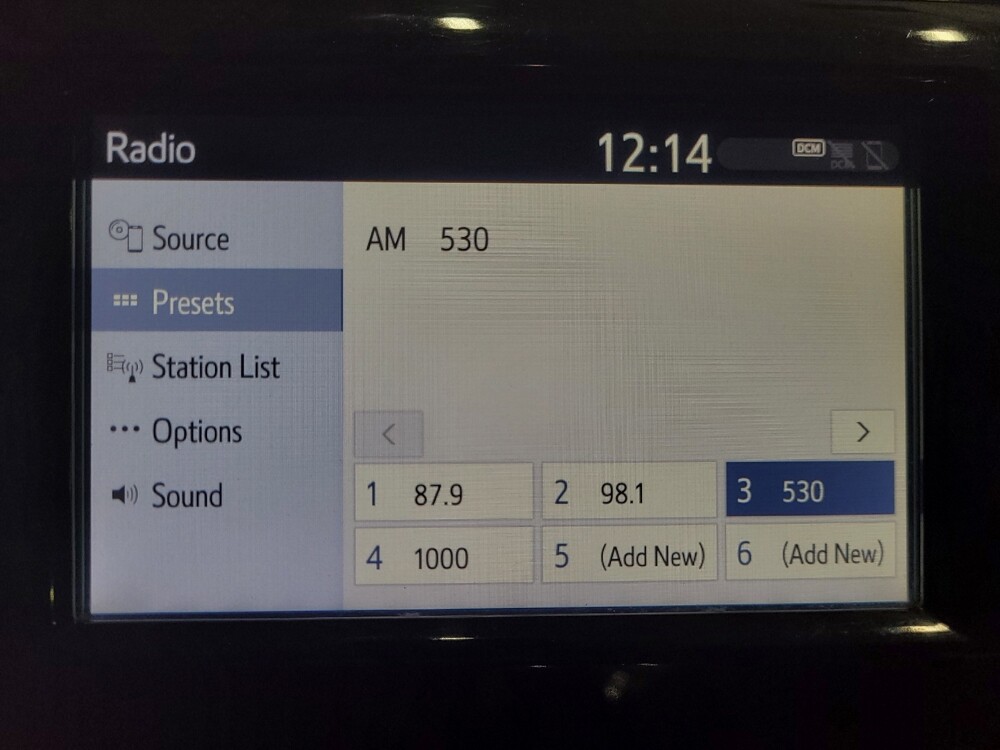 Radio 12:14 DCM
DCM
Source
AM 530
Presets
Station List
Options
Sound
1 87.9 2 98.1 3 530
4 1000 5 (Add New) 6 (Add New)